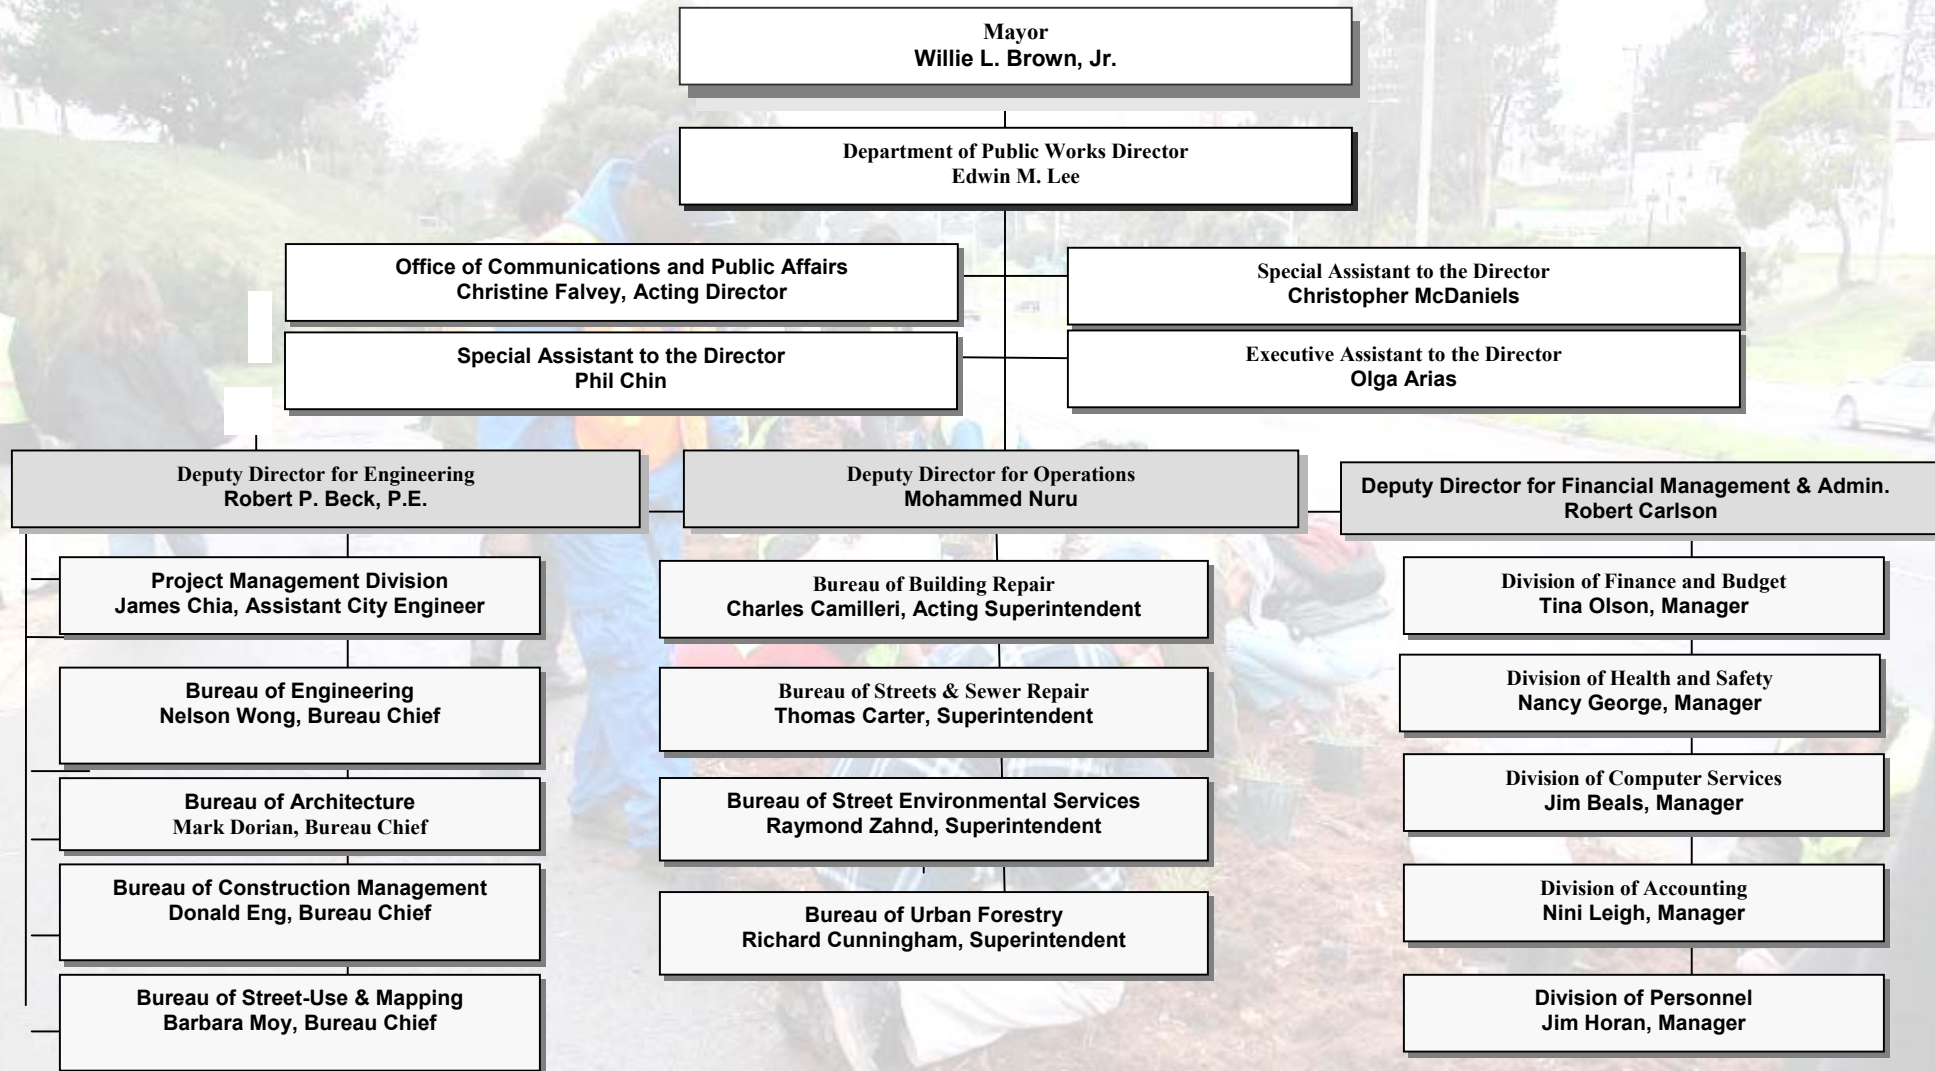 Mayor
Willie L. Brown, Jr.
Department of Public Works Director
Edwin M. Lee
Office of Communications and Public Affairs
Christine Falvey, Acting Director
Special Assistant to the Director
Christopher McDaniels
Special Assistant to the Director
Phil Chin
Executive Assistant to the Director
Olga Arias
Deputy Director for Engineering
Robert P. Beck, P.E.
Deputy Director for Operations
Mohammed Nuru
Deputy Director for Financial Management & Admin.
Robert Carlson
Project Management Division
James Chia, Assistant City Engineer
Bureau of Engineering
Nelson Wong, Bureau Chief
Bureau of Architecture
Mark Dorian, Bureau Chief
Bureau of Construction Management
Donald Eng, Bureau Chief
Bureau of Street-Use & Mapping
Barbara Moy, Bureau Chief
Bureau of Building Repair
Charles Camilleri, Acting Superintendent
Bureau of Streets & Sewer Repair
Thomas Carter, Superintendent
Bureau of Street Environmental Services
Raymond Zahnd, Superintendent
Bureau of Urban Forestry
Richard Cunningham, Superintendent
Division of Finance and Budget
Tina Olson, Manager
Division of Health and Safety
Nancy George, Manager
Division of Computer Services
Jim Beals, Manager
Division of Accounting
Nini Leigh, Manager
Division of Personnel
Jim Horan, Manager